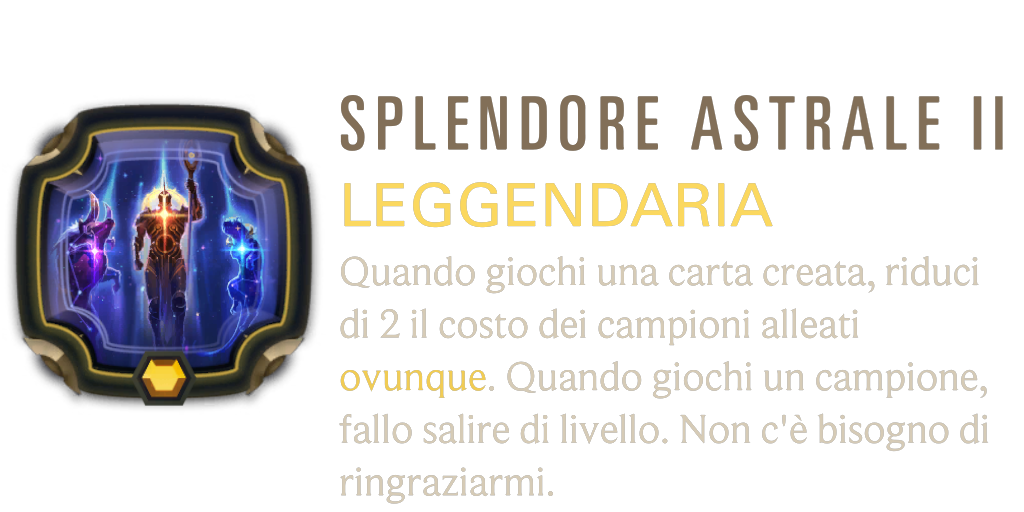 SPLENDORE ASTRALE II
LEGGENDARIA
Quando giochi una carta creata, riduci
di 2 il costo dei campioni alleati
ovunque. Quando giochi un campione,
fallo salire di livello. Non c'è bisogno di
ringraziarmi.